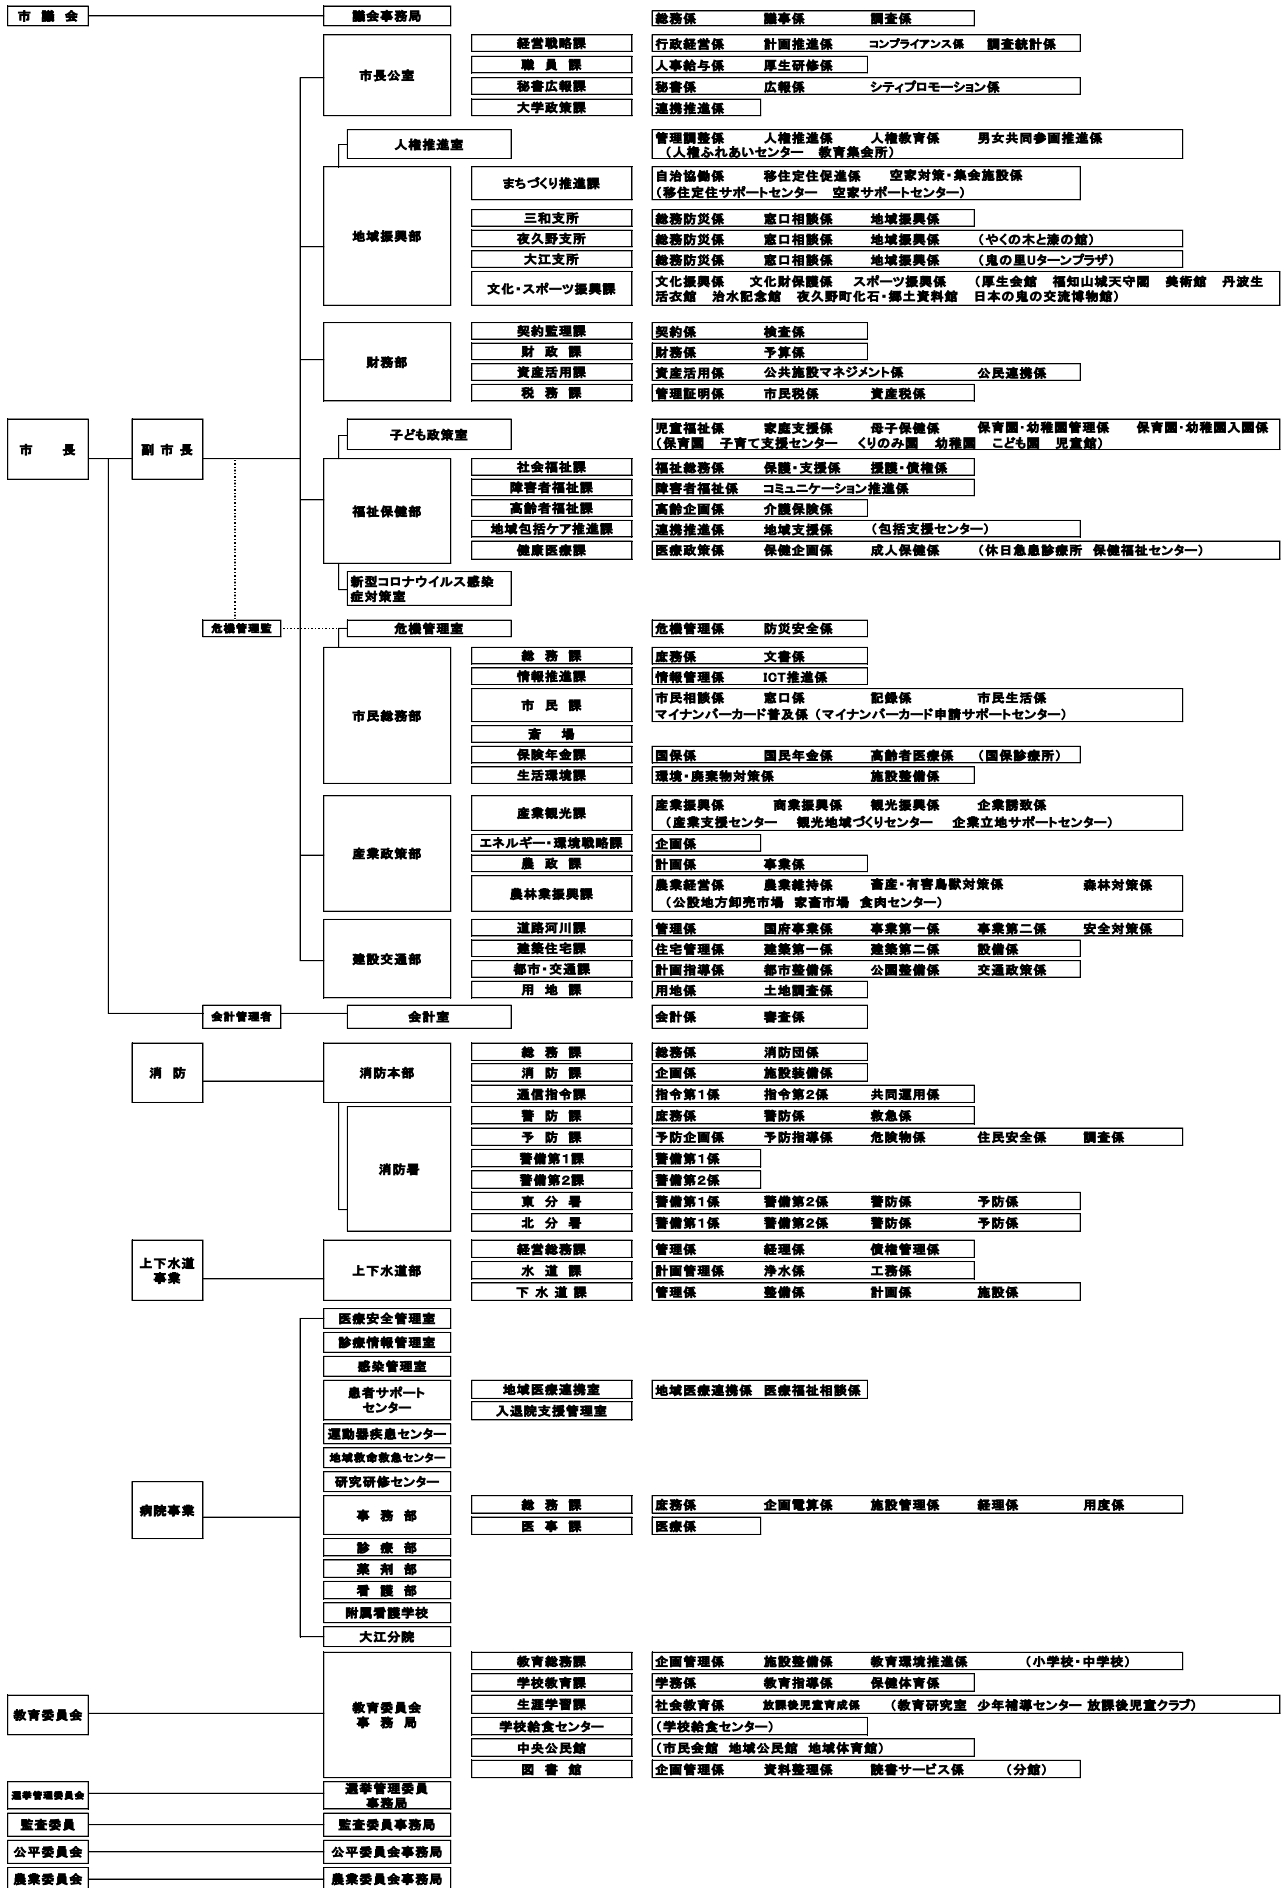 市議会 議会事務局 総務係 議事係 調査係
市長公室 経営戦略課 行政経営係 計画推進係 コンプライアンス係 調査統計係
職員課 人事給与係 厚生研修係
秘書広報課 秘書係 広報係 シティプロモーション係
大学政策課 連携推進係
人権推進室 管理調整係 人権推進係 人権教育係 男女共同参画推進係
（人権ふれあいセンター 教育集会所）
地域振興部 まちづくり推進課 自治協働係 移住定住促進係 空家対策・集会施設係
（移住定住サポートセンター 空家サポートセンター）
三和支所 総務防災係 窓口相談係 地域振興係
夜久野支所 総務防災係 窓口相談係 地域振興係 （やくの木と漆の館）
大江支所 総務防災係 窓口相談係 地域振興係 （鬼の里Uターンプラザ）
文化・スポーツ振興課 文化振興係 文化財保護係 スポーツ振興係 （厚生会館 福知山城天守閣 美術館 丹波生
活衣館 治水記念館 夜久野町化石・郷土資料館 日本の鬼の交流博物館）
財務部 契約監理課 契約係 検査係
財政課 財務係 予算係
資産活用課 資産活用係 公共施設マネジメント係 公民連携係
税務課 管理証明係 市民税係 資産税係
市長 副市長 子ども政策室 児童福祉係 家庭支援係 母子保健係 保育園・幼稚園管理係 保育園・幼稚園入園係
（保育園 子育て支援センター くりのみ園 幼稚園 こども園 児童館）
福祉保健部 社会福祉課 福祉総務係 保護・支援係 援護・債権係
障害者福祉課 障害者福祉係 コミュニケーション推進係
高齢者福祉課 高齢企画係 介護保険係
地域包括ケア推進課 連携推進係 地域支援係 （包括支援センター）
健康医療課 医療政策係 保健企画係 成人保健係 （休日急患診療所 保健福祉センター）
新型コロナウイルス感染
症対策室
危機管理監 危機管理室 危機管理係 防災安全係
市民総務部 総務課 庶務係 文書係
情報推進課 情報管理係 ICT推進係
市民課 市民相談係 窓口係 記録係 市民生活係
マイナンバーカード普及係（マイナンバーカード申請サポートセンター）
斎場
保険年金課 国保係 国民年金係 高齢者医療係 （国保診療所）
生活環境課 環境・廃棄物対策係 施設整備係
産業政策部 産業観光課 産業振興係 商業振興係 観光振興係 企業誘致係
（産業支援センター 観光地域づくりセンター 企業立地サポートセンター）
エネルギー・環境戦略課 企画係
農政課 計画係 事業係
農林業振興課 農業経営係 農業維持係 畜産・有害鳥獣対策係 森林対策係
（公設地方卸売市場 家畜市場 食肉センター）
建設交通部 道路河川課 管理係 国府事業係 事業第一係 事業第二係 安全対策係
建築住宅課 住宅管理係 建築第一係 建築第二係 設備係
都市・交通課 計画指導係 都市整備係 公園整備係 交通政策係
用地課 用地係 土地調査係
会計管理者 会計室 会計係 審査係
消防 消防本部 総務課 総務係 消防団係
消防課 企画係 施設装備係
通信指令課 指令第1係 指令第2係 共同運用係
消防署 警防課 庶務係 警防係 救急係
予防課 予防企画係 予防指導係 危険物係 住民安全係 調査係
警備第1課 警備第1係
警備第2課 警備第2係
東分署 警備第1係 警備第2係 警防係 予防係
北分署 警備第1係 警備第2係 警防係 予防係
上下水道
事業 上下水道部 経営総務課 管理係 経理係 債権管理係
水道課 計画管理係 浄水係 工務係
下水道課 管理係 整備係 計画係 施設係
病院事業 医療安全管理室
診療情報管理室
感染管理室
患者サポート
センター 地域医療連携室 地域医療連携係 医療福祉相談係
入退院支援管理室
運動器疾患センター
地域救命救急センター
研究研修センター
事務部 総務課 庶務係 企画電算係 施設管理係 経理係 用度係
医事課 医療係
診療部
薬剤部
看護部
附属看護学校
大江分院
教育委員会 教育委員会
事務局 教育総務課 企画管理係 施設整備係 教育環境推進係 （小学校・中学校）
学校教育課 学務係 教育指導係 保健体育係
生涯学習課 社会教育係 放課後児童育成係 （教育研究室 少年補導センター 放課後児童クラブ）
学校給食センター （学校給食センター）
中央公民館 （市民会館 地域公民館 地域体育館）
図書館 企画管理係 資料整理係 読書サービス係 （分館）
選挙管理委員会 選挙管理委員
事務局
監査委員 監査委員事務局
公平委員会 公平委員会事務局
農業委員会 農業委員会事務局